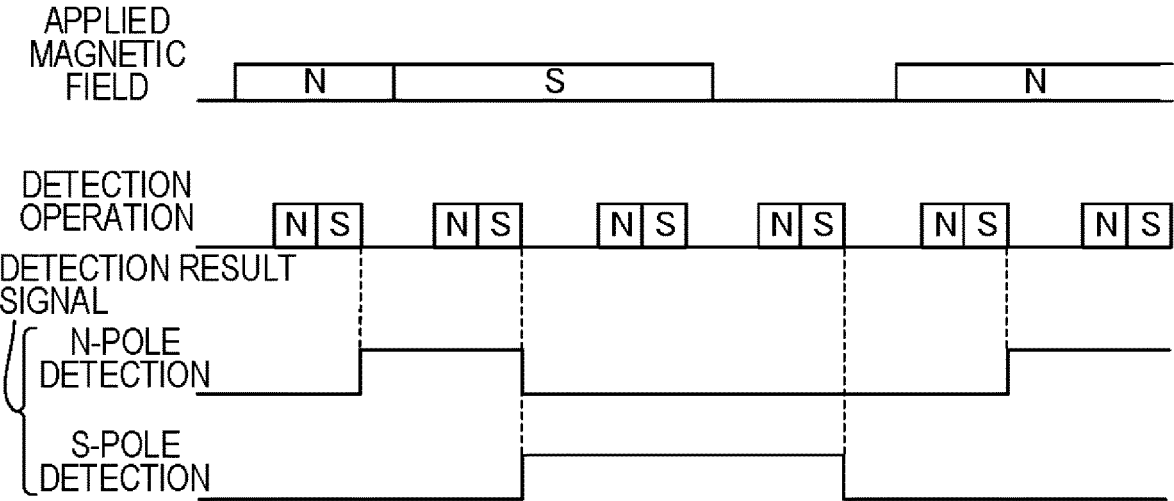 APPLIED
MAGNETIC
FIELD
N S N
DETECTION
OPERATION
N S N S N S N S N S N S
DETECTION RESULT
SIGNAL
N-POLE
DETECTION
S-POLE
DETECTION